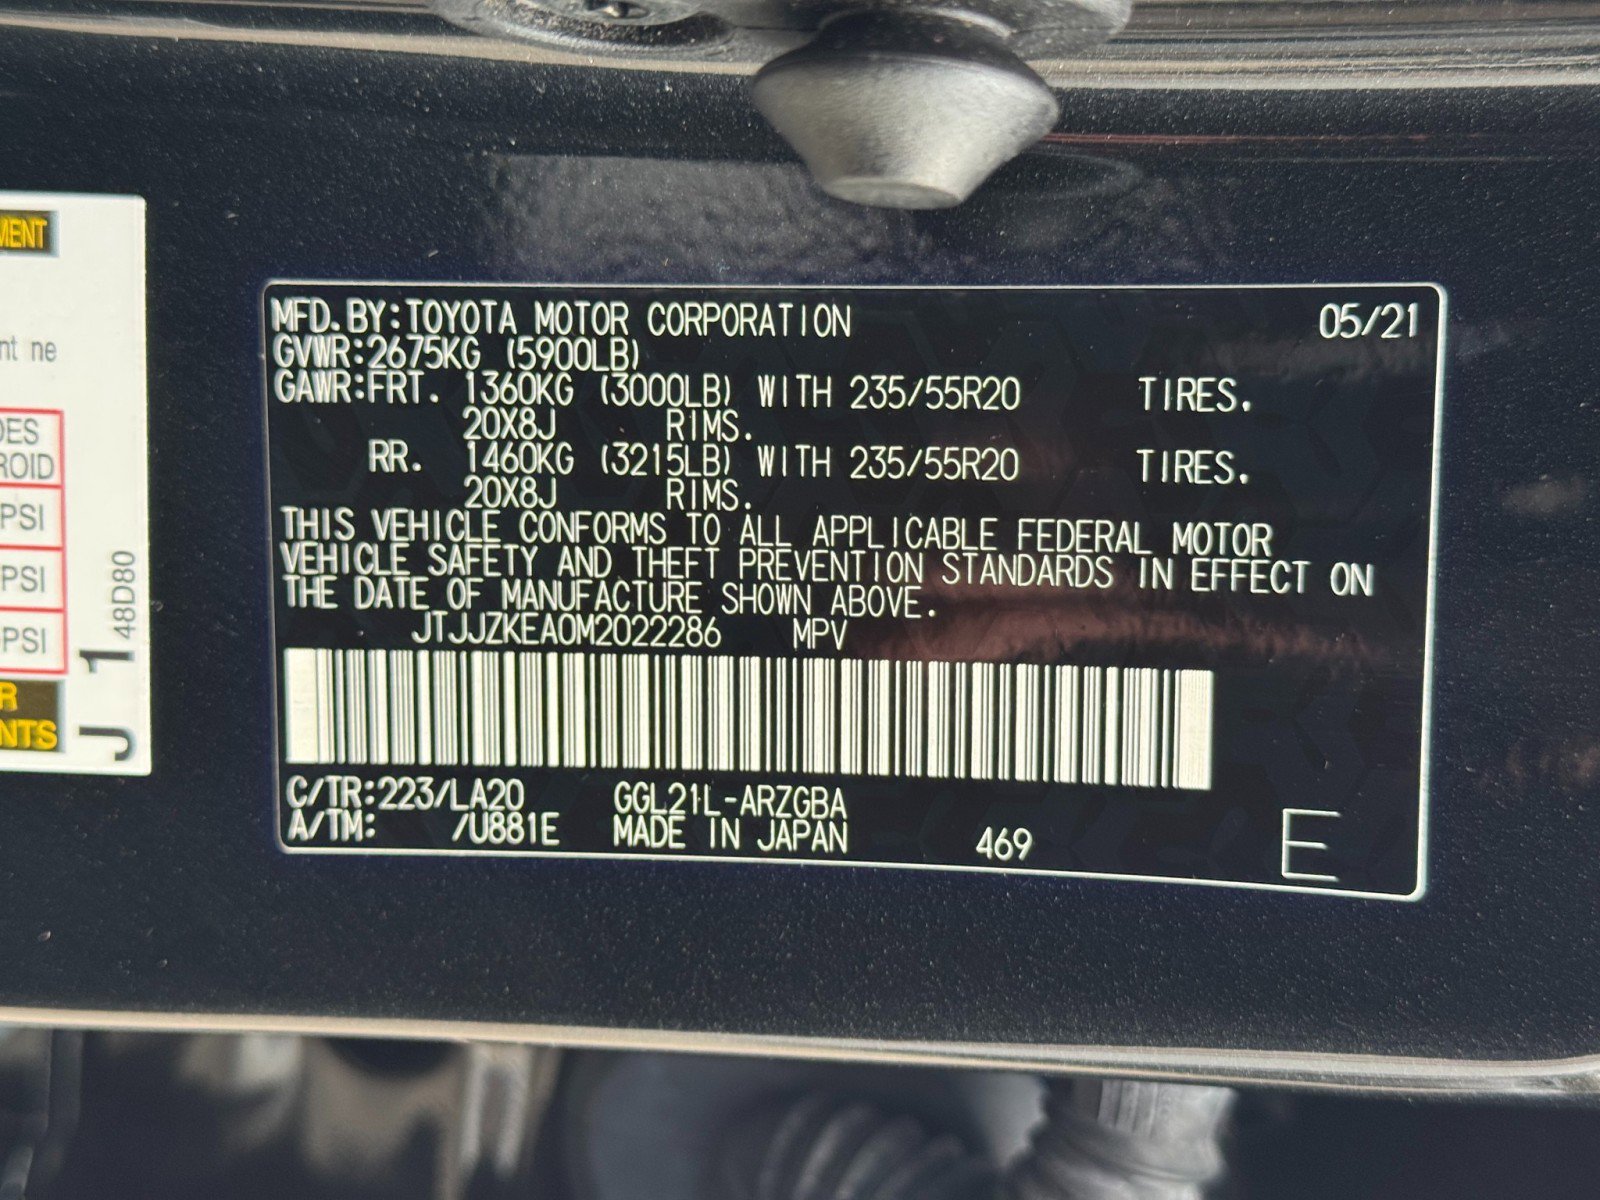 MENT
nt ne
DES
ROID
PSI
PSI
PSI
R
NTS
J 1 48D80
MFD.BY:TOYOTA MOTOR CORPORATION 05/21
GVWR:2675KG (5900LB)
GAWR:FRT. 1360KG (3000LB) WITH 235/55R20 TIRES.
20X8J RIMS.
RR. 1460KG (3215LB) WITH 235/55R20 TIRES.
20X8J RIMS.
THIS VEHICLE CONFORMS TO ALL APPLICABLE FEDERAL MOTOR
VEHICLE SAFETY AND THEFT PREVENTION STANDARDS IN EFFECT ON
THE DATE OF MANUFACTURE SHOWN ABOVE.
JTJJZKEA0M2022286 MPV
C/TR:223/LA20 GGL21L-ARZGBA
A/TM: /U881E MADE IN JAPAN 469 E